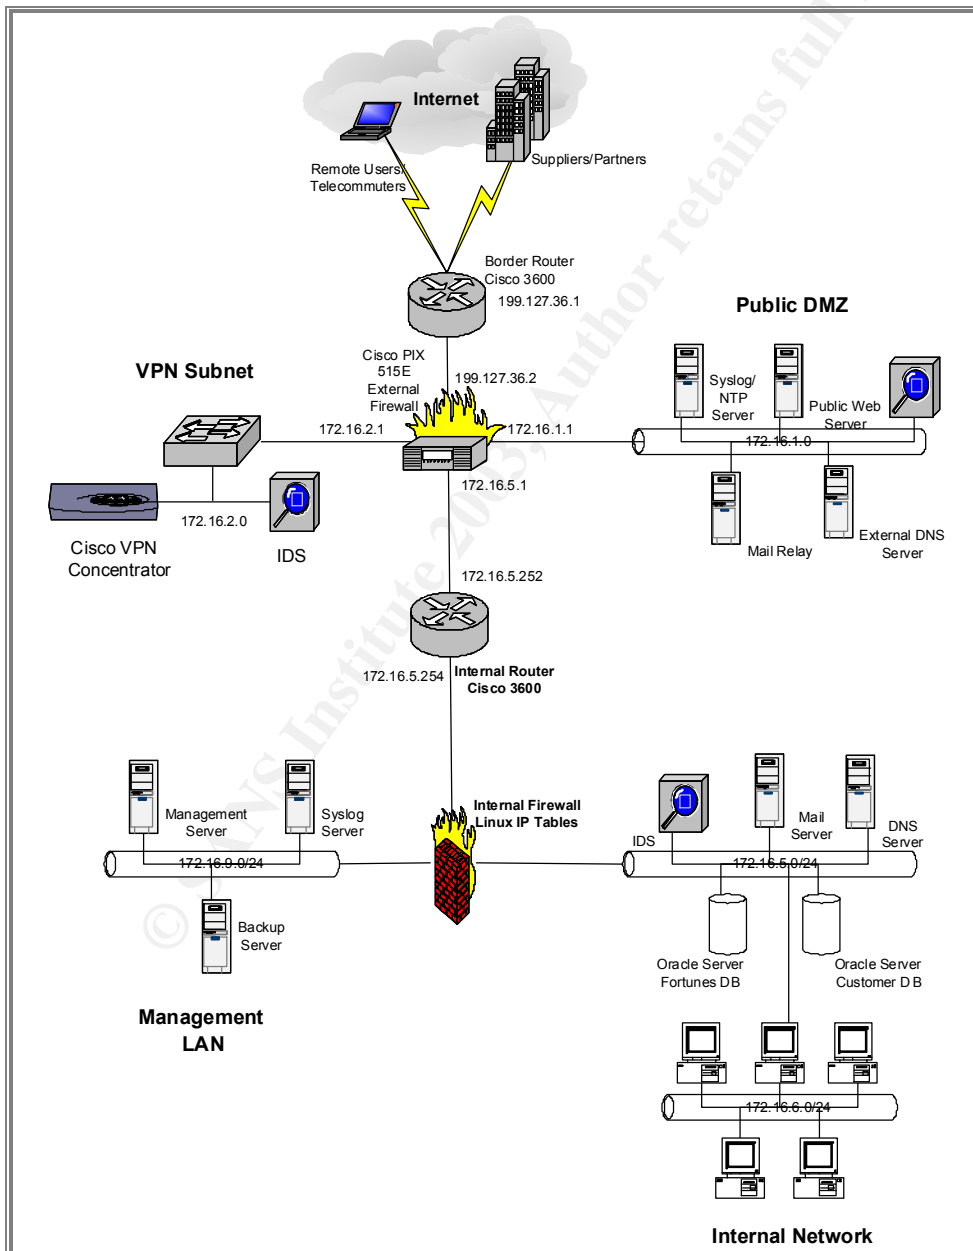 Internet
Remote Users/
Telecommuters
Suppliers/Partners
Border Router
Cisco 3600
199.127.36.1
Public DMZ
Cisco PIX
515E
External
Firewall
199.127.36.2
VPN Subnet
Syslog/
NTP
Server
Public Web
Server
172.16.2.1
172.16.1.1
172.16.1.0
172.16.5.1
172.16.2.0
Cisco VPN
Concentrator
IDS
Mail Relay
External DNS
Server
172.16.5.252
172.16.5.254
Internal Router
Cisco 3600
Management
Server
Syslog
Server
Internal Firewall
Linux IP Tables
IDS
Mail
Server
DNS
Server
172.16.9.0/24
172.16.5.0/24
Backup
Server
Oracle Server
Fortunes DB
Oracle Server
Customer DB
Management
LAN
172.16.6.0/24
Internal Network
© SANS Institute 2003, Author retains full